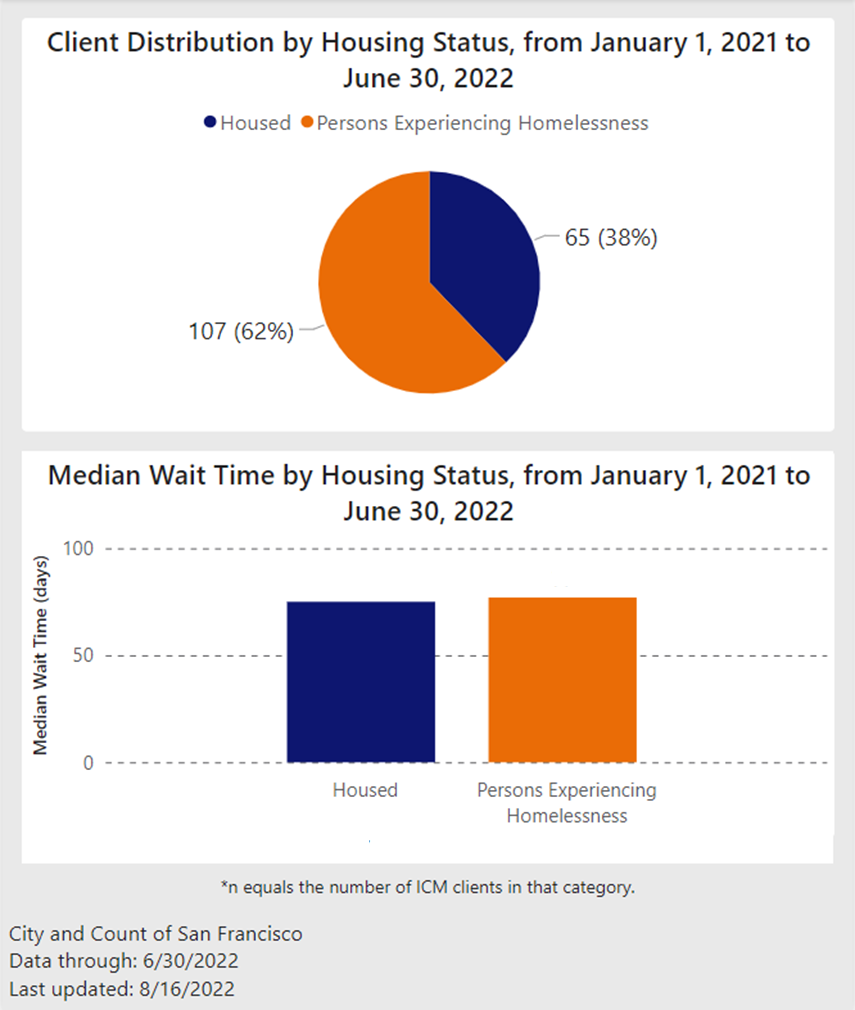 Client Distribution by Housing Status, from January 1, 2021 to
June 30, 2022
Housed Persons Experiencing Homelessness
65 (38%)
107 (62%)
Median Wait Time by Housing Status, from January 1, 2021 to
June 30, 2022
Median Wait Time (days)
100
50
0
Housed
Persons Experiencing
Homelessness
*n equals the number of ICM clients in that category.
City and Count of San Francisco
Data through: 6/30/2022
Last updated: 8/16/2022